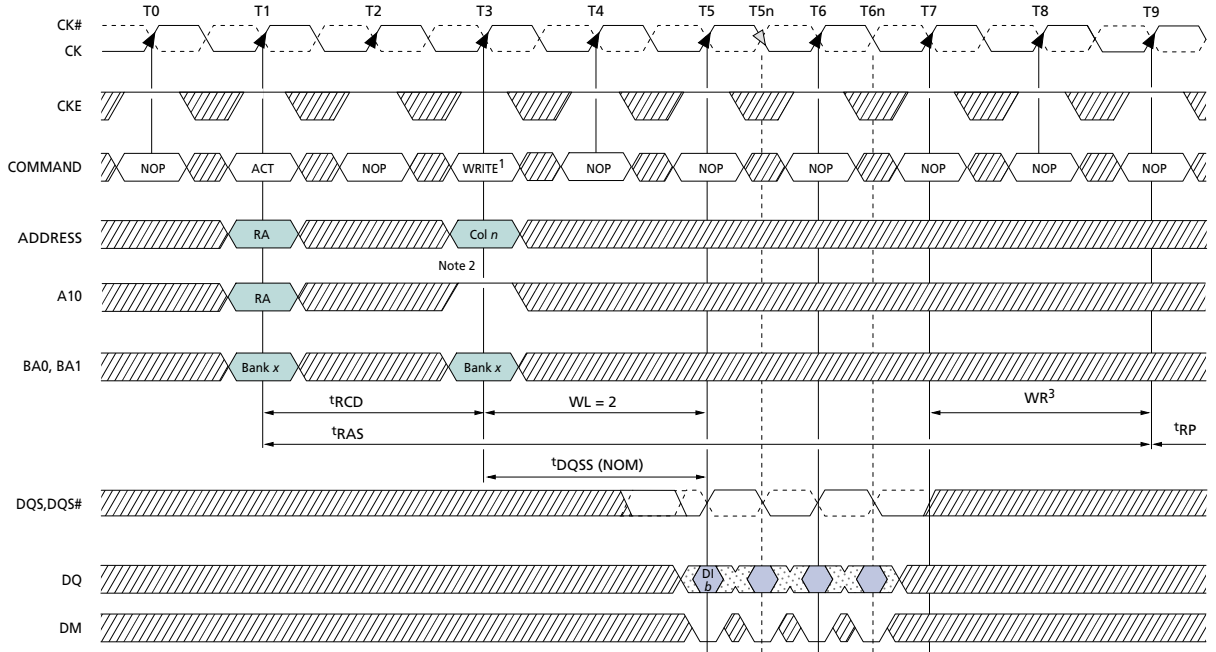 T0 T1 T2 T3 T4 T5 T5n T6 T6n T7 T8 T9
CK#
CK
CKE
COMMAND NOP ACT NOP WRITE1 NOP NOP NOP NOP NOP NOP
ADDRESS RA Col n
Note 2
A10 RA
BA0, BA1 Bank x Bank x
tRCD WL = 2 WR3
tRAS tRP
tDQSS (NOM)
DQS,DQS#
DQ DI b
DM